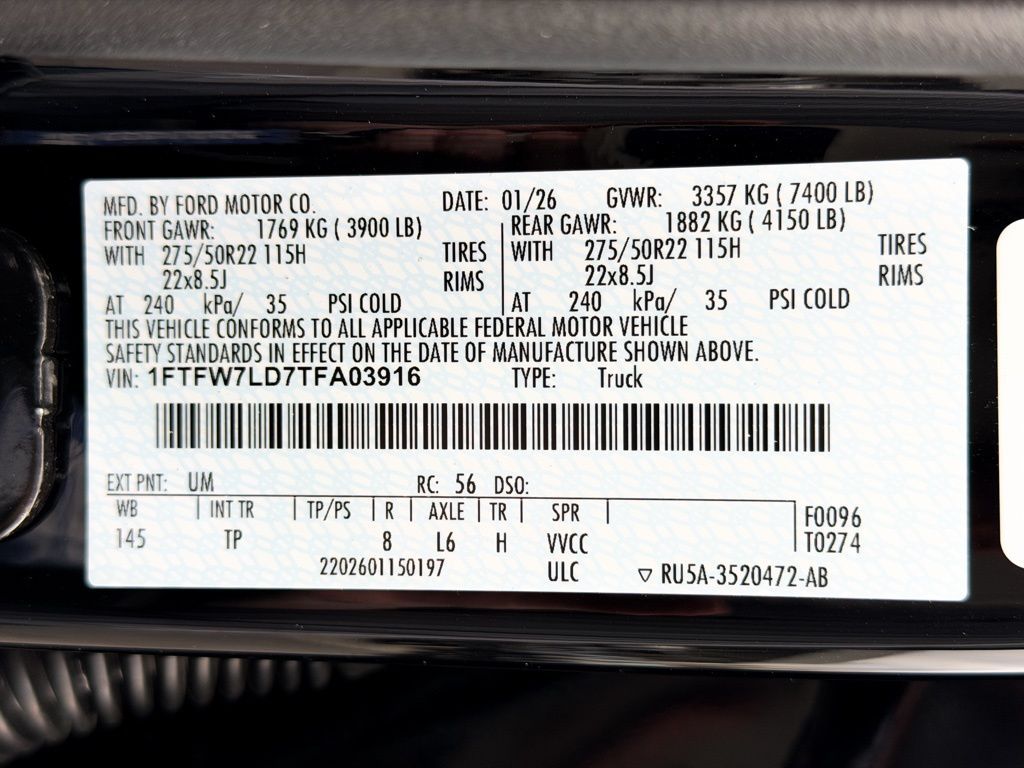 MFD. BY FORD MOTOR CO. DATE: 01/26 GVWR: 3357 KG ( 7400 LB)
FRONT GAWR: 1769 KG ( 3900 LB) REAR GAWR: 1882 KG ( 4150 LB)
WITH 275/50R22 115H TIRES WITH 275/50R22 115H TIRES
22x8.5J RIMS 22x8.5J RIMS
AT 240 kPa/ 35 PSI COLD AT 240 kPa/ 35 PSI COLD
THIS VEHICLE CONFORMS TO ALL APPLICABLE FEDERAL MOTOR VEHICLE
SAFETY STANDARDS IN EFFECT ON THE DATE OF MANUFACTURE SHOWN ABOVE.
VIN: 1FTFW7LD7TFA03916 TYPE: Truck
EXT PNT: UM RC: 56 DSO:
WB INT TR TP/PS R AXLE TR SPR F0096
145 TP 8 L6 H VVCC T0274
2202601150197 ULC ▽ RU5A-3520472-AB